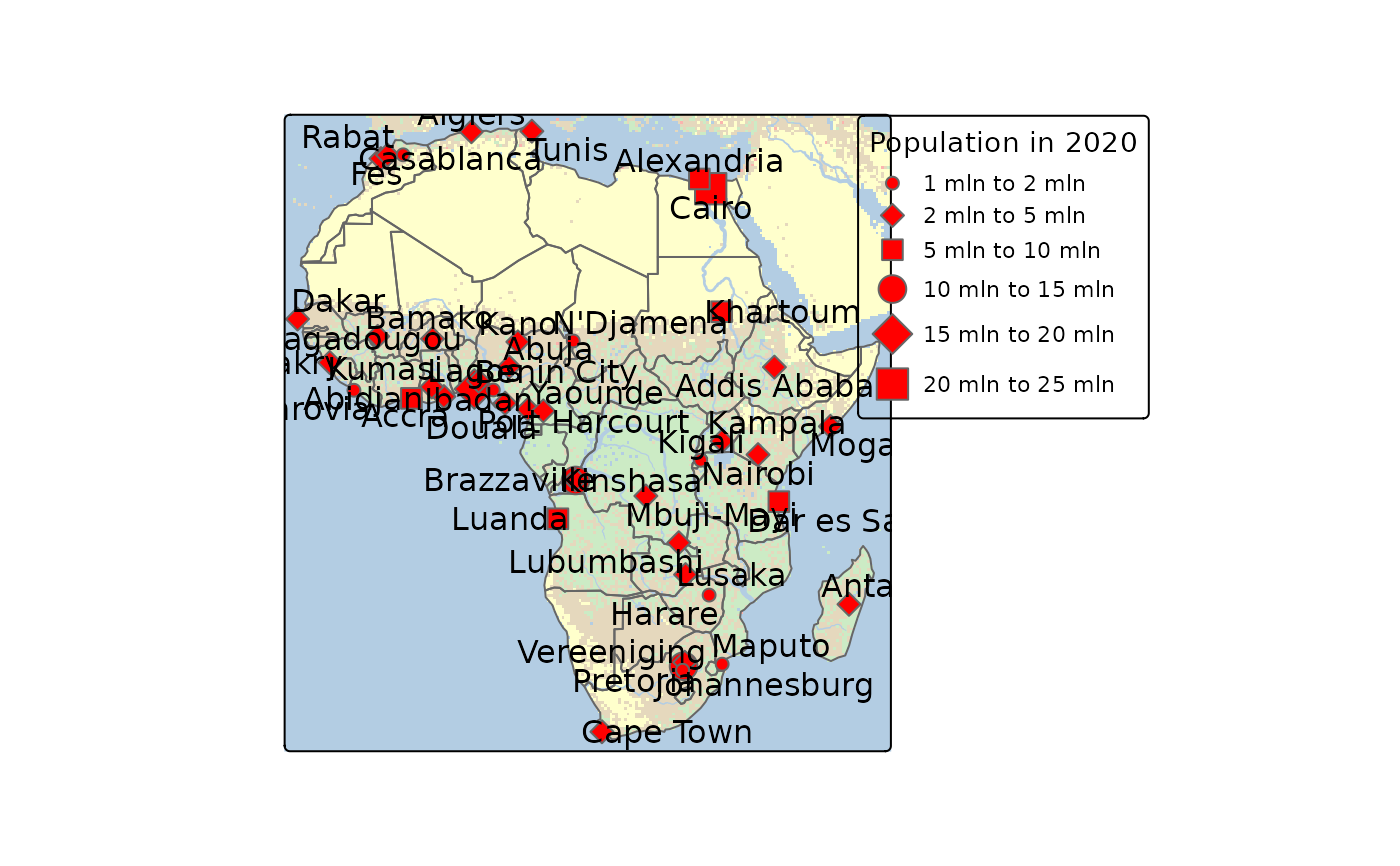 Algiers
Rabat
Casablanca
Tunis
Alexandria
Fes
Cairo
Dakar
Bamako
Kano
N'Djamena
Khartoum
agadougou
Abuja
aki
Kumasi
Lagos
Benin City
Addis Ababa
Abidjan
Ibadan
Yaounde
rovia
Accra
Port Harcourt
Douala
Kampala
Kigali
Moga
Nairobi
Brazzaville
Kinshasa
Luanda
Mbuji-Mayi
Dar es Sa
Lubumbashi
Lusaka
Anta
Harare
Vereeniging
Maputo
Pretoria
Johannesburg
Cape Town
Population in 2020
1 mln to 2 mln
2 mln to 5 mln
5 mln to 10 mln
10 mln to 15 mln
15 mln to 20 mln
20 mln to 25 mln